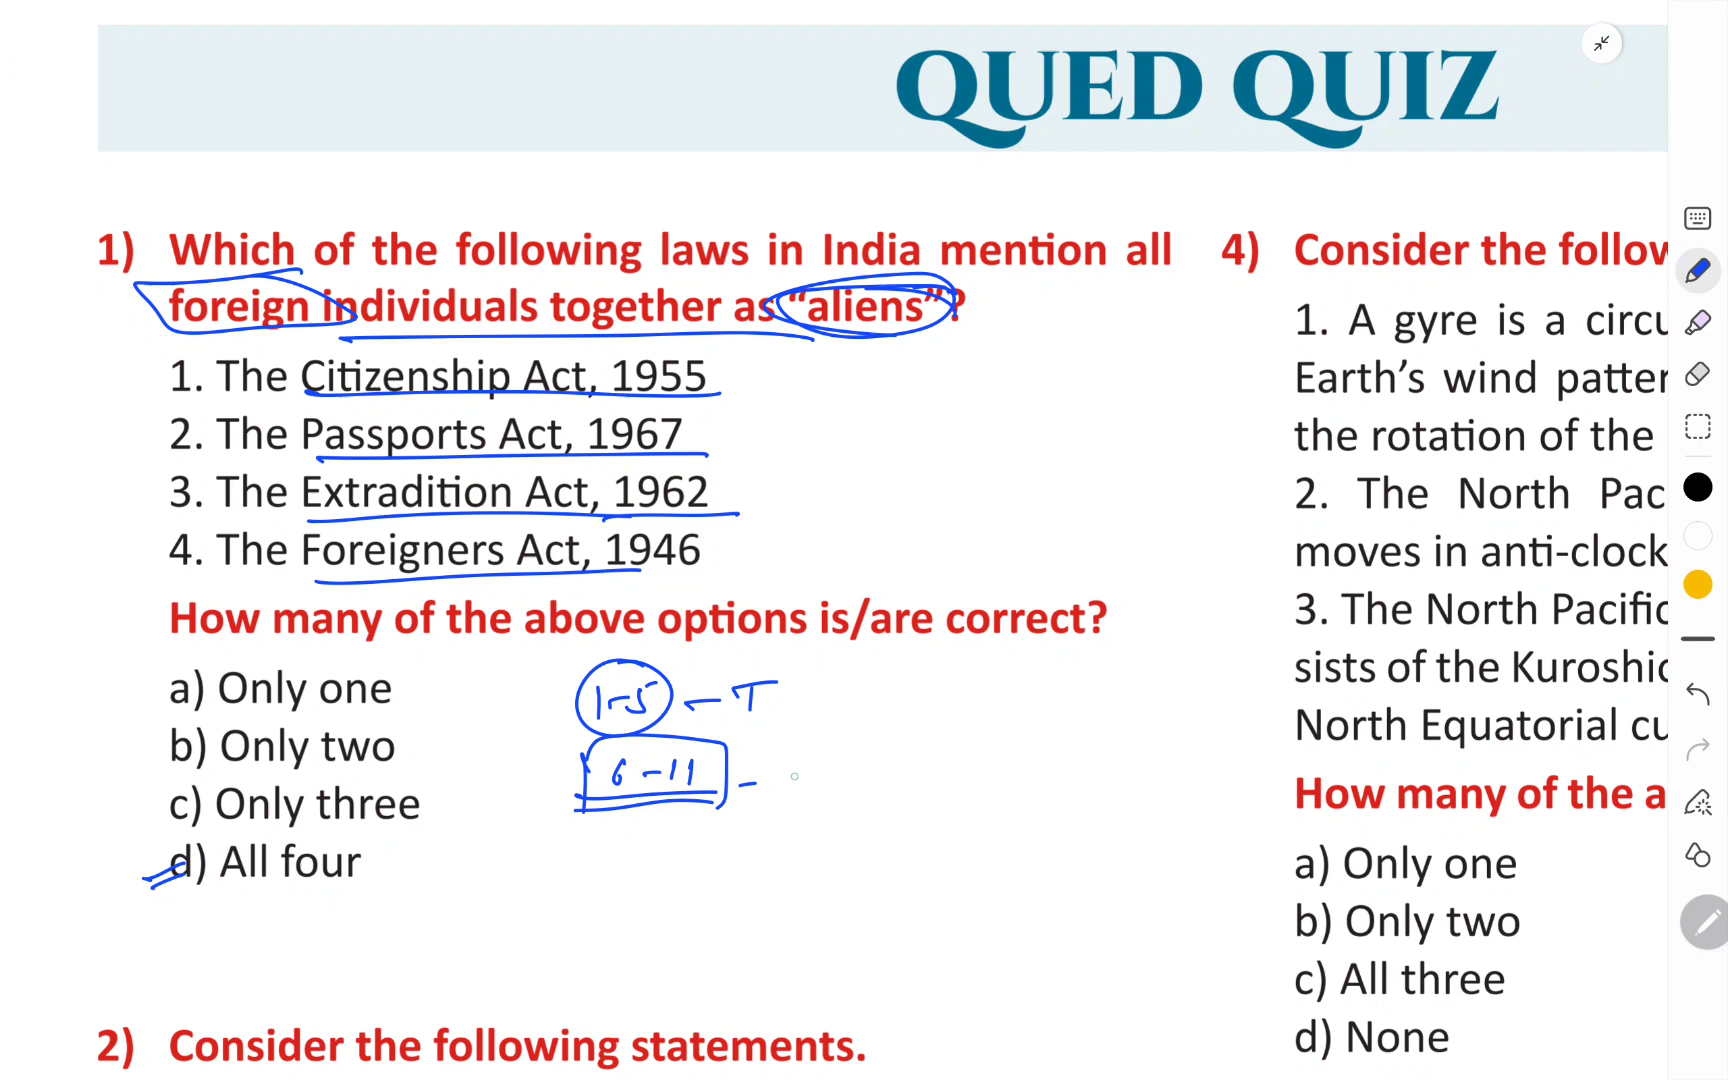 QUED QUIZ
1) Which of the following laws in India mention all
foreign individuals together as “aliens”?
1. The Citizenship Act, 1955
2. The Passports Act, 1967
3. The Extradition Act, 1962
4. The Foreigners Act, 1946
How many of the above options is/are correct?
a) Only one
b) Only two
c) Only three
d) All four
1-5 - T
6-11 -
2) Consider the following statements.
4) Consider the follow
1. A gyre is a circu
Earth’s wind patter
the rotation of the
2. The North Pac
moves in anti-clock
3. The North Pacific
sists of the Kuroshio
North Equatorial cu
How many of the a
a) Only one
b) Only two
c) All three
d) None